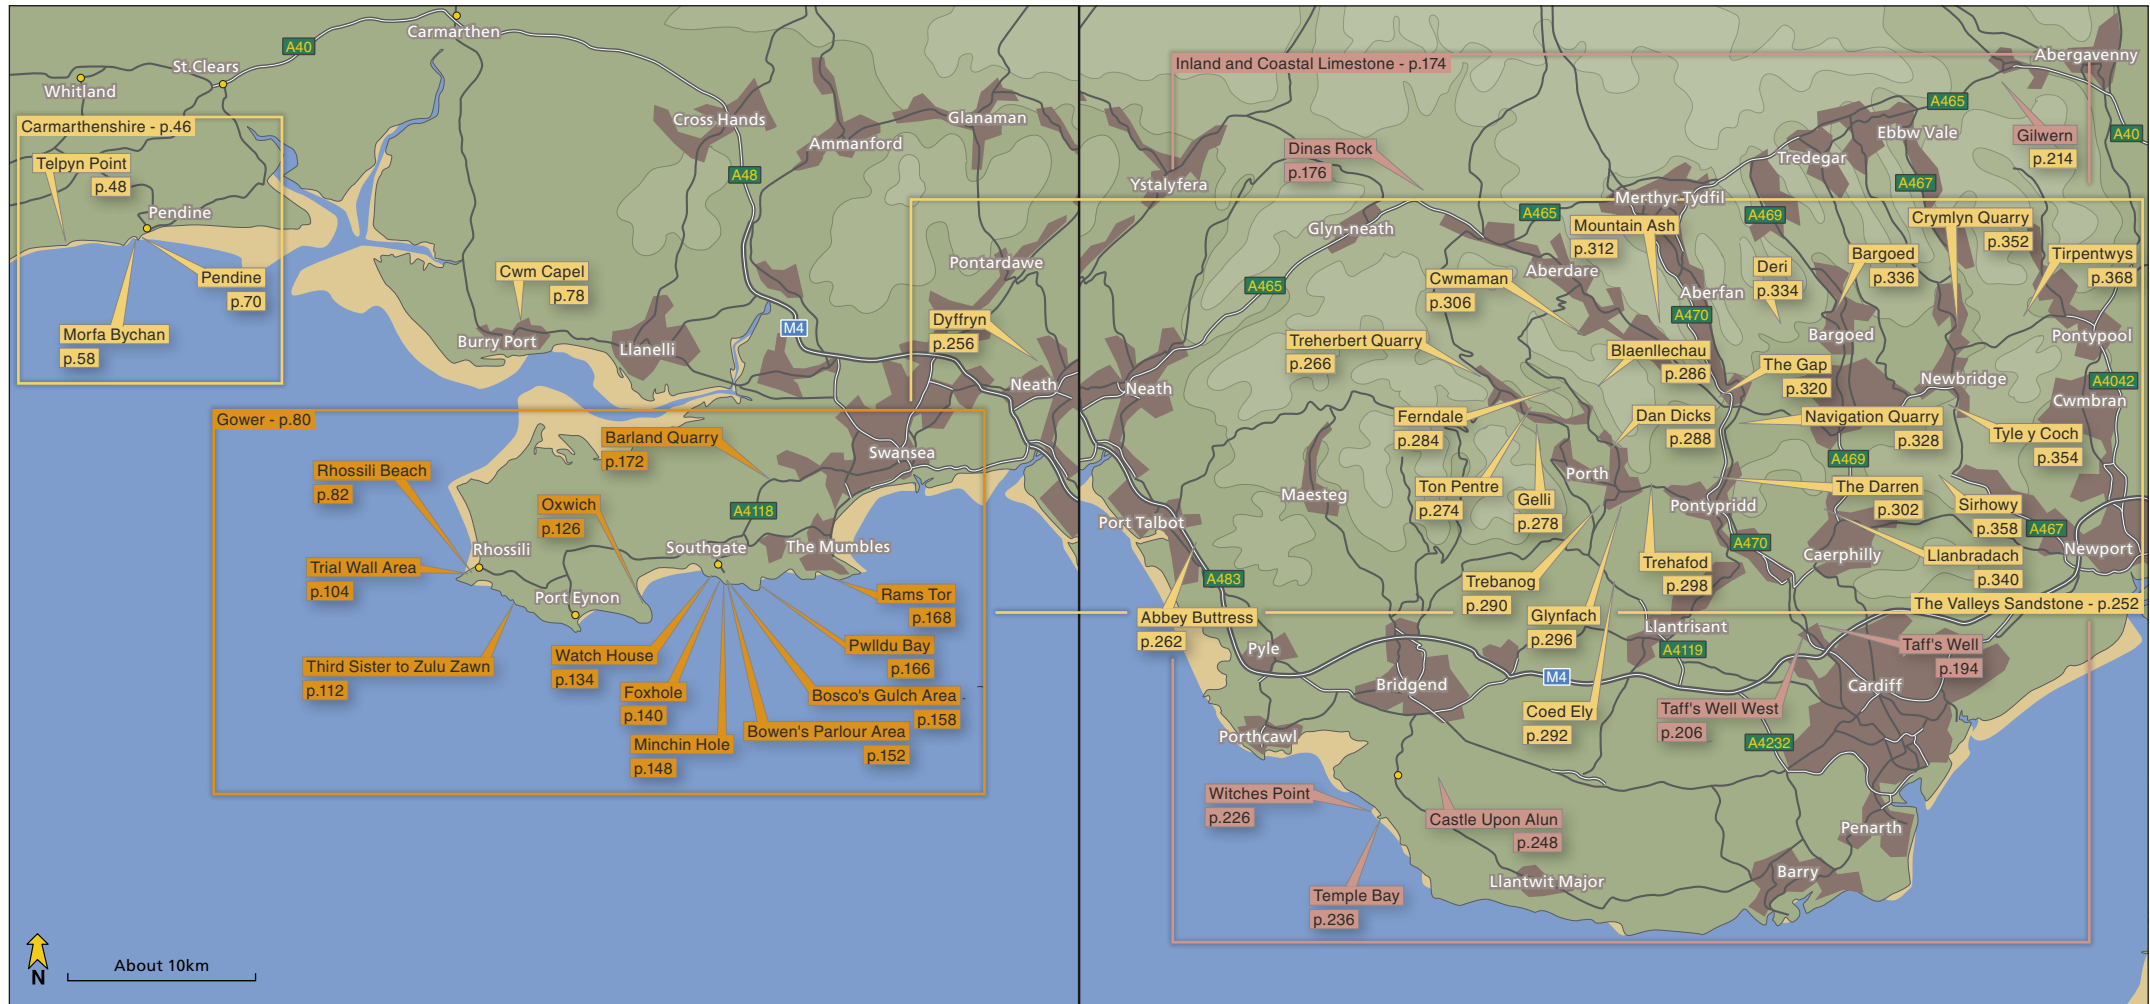 Carmarthen
A40
St.Clears
Whitland
Carmarthenshire - p.46
Telpyn Point
p.48
Pendine
Pendine
p.70
Morfa Bychan
p.58
Cross Hands
Glanaman
Ammanford
A48
Cwm Capel
p.78
Burry Port
Llanelli
M4
Pontardawe
Dyffryn
p.256
Neath
Gower - p.80
Barland Quarry
p.172
Swansea
Rhossili Beach
p.82
Oxwich
p.126
A4118
Rhossili
Southgate
The Mumbles
Trial Wall Area
p.104
Port Eynon
Rams Tor
p.168
Third Sister to Zulu Zawn
p.112
Watch House
p.134
Pwlldu Bay
p.166
Foxhole
p.140
Bosco's Gulch Area
p.158
Minchin Hole
p.148
Bowen's Parlour Area
p.152
About 10km
N
Inland and Coastal Limestone - p.174
Abergavenny
A465
Ebbw Vale
Gilwern
p.214
A40
Dinas Rock
p.176
Tredegar
Ystalyfera
A467
Merthyr Tydfil
A465
A469
Glyn-neath
Mountain Ash
p.312
Crymlyn Quarry
p.352
Bargoed
p.336
Tirpentwys
p.368
Deri
p.334
Aberdare
Cwmaman
p.306
A465
Aberfan
A470
Bargoed
Pontypool
Treherbert Quarry
p.266
Blaenllechau
p.286
The Gap
p.320
Newbridge
A4042
Cwmbran
Neath
Ferndale
p.284
Dan Dicks
p.288
Navigation Quarry
p.328
Tyle y Coch
p.354
A469
Maesteg
Ton Pentre
p.274
Gelli
p.278
Porth
Pontypridd
The Darren
p.302
Sirhowy
p.358
A467
Port Talbot
A470
Caerphilly
Llanbradach
p.340
Newport
A483
Trebanog
p.290
Trehafod
p.298
The Valleys Sandstone - p.252
Abbey Buttress
p.262
Glynfach
p.296
Llantrisant
A4119
Taff's Well
p.194
Pyle
Bridgend
M4
Cardiff
Coed Ely
p.292
Taff's Well West
p.206
A4232
Porthcawl
Witches Point
p.226
Castle Upon Alun
p.248
Penarth
Llantwit Major
Barry
Temple Bay
p.236